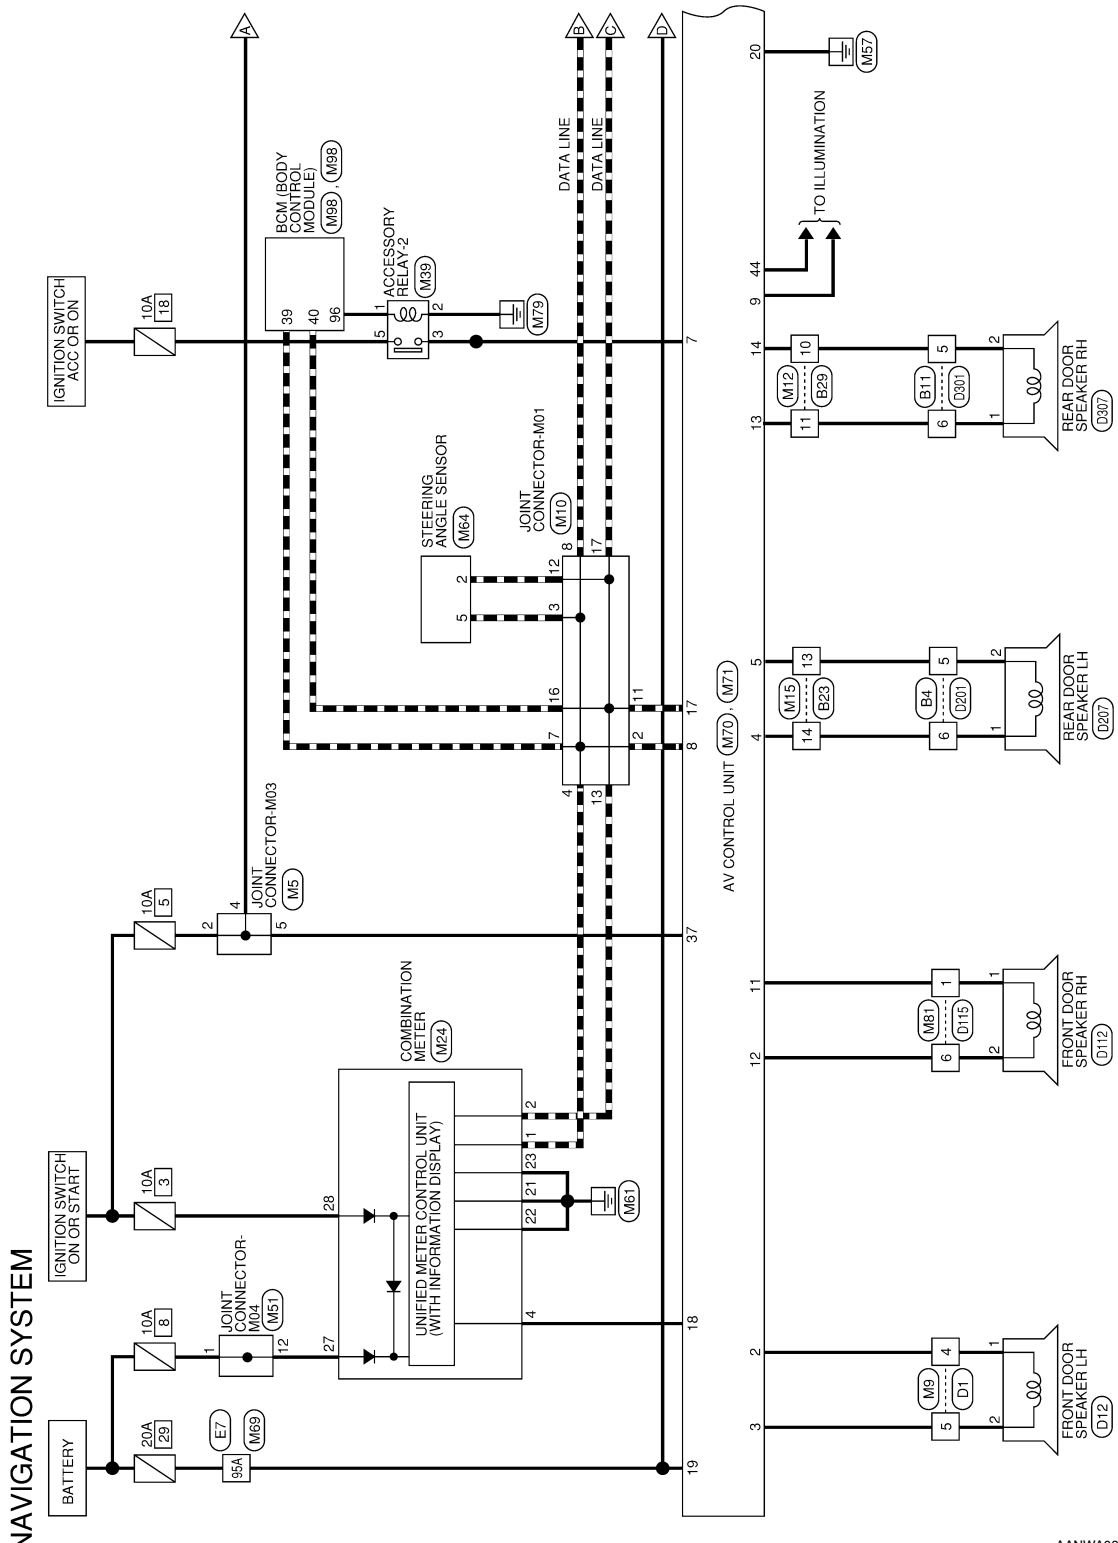 NAVIGATION SYSTEM
BATTERY
20A
29
E7
M69
95A
19
10A
8
1
JOINT
CONNECTOR-
M04
M51
12
27
IGNITION SWITCH
ON OR START
10A
3
28
COMBINATION
METER
M24
UNIFIED METER CONTROL UNIT
(WITH INFORMATION DISPLAY)
4
22
21
23
1
2
M61
18
10A
5
2
4
5
JOINT
CONNECTOR-M03
M5
37
A
IGNITION SWITCH
ACC OR ON
10A
18
BCM (BODY
CONTROL
MODULE)
M98
,
M98
39
40
96
ACCESSORY
RELAY-2
M39
5
1
3
2
M79
7
STEERING
ANGLE SENSOR
M64
5
2
JOINT
CONNECTOR-M01
M10
7
16
3
12
8
17
4
13
2
11
8
17
DATA LINE
DATA LINE
B
C
D
AV CONTROL UNIT
M70
,
M71
3
2
M9
D1
5
4
2
1
FRONT DOOR
SPEAKER LH
D12
12
11
M81
D115
6
1
2
1
FRONT DOOR
SPEAKER RH
D112
4
5
M15
B23
14
13
B4
D201
6
5
1
2
REAR DOOR
SPEAKER LH
D207
13
14
M12
B29
11
10
B11
D301
6
5
1
2
REAR DOOR
SPEAKER RH
D307
9
44
TO ILLUMINATION
20
M57